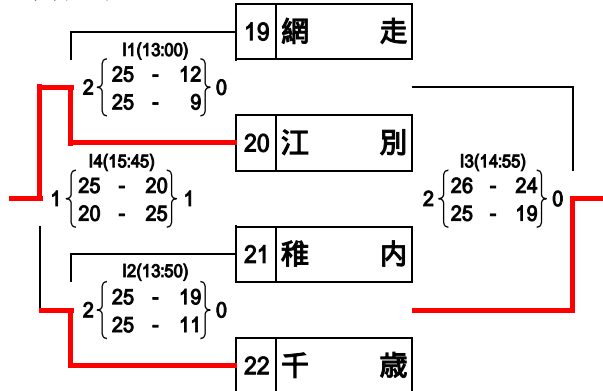 19 網 走
I1(13:00)
2 { 25 - 12 } 0
25 - 9
20 江 別
I4(15:45)
1 { 25 - 20 } 1
20 - 25
I3(14:55)
2 { 26 - 24 } 0
25 - 19
21 稚 内
I2(13:50)
2 { 25 - 19 } 0
25 - 11
22 千 歳